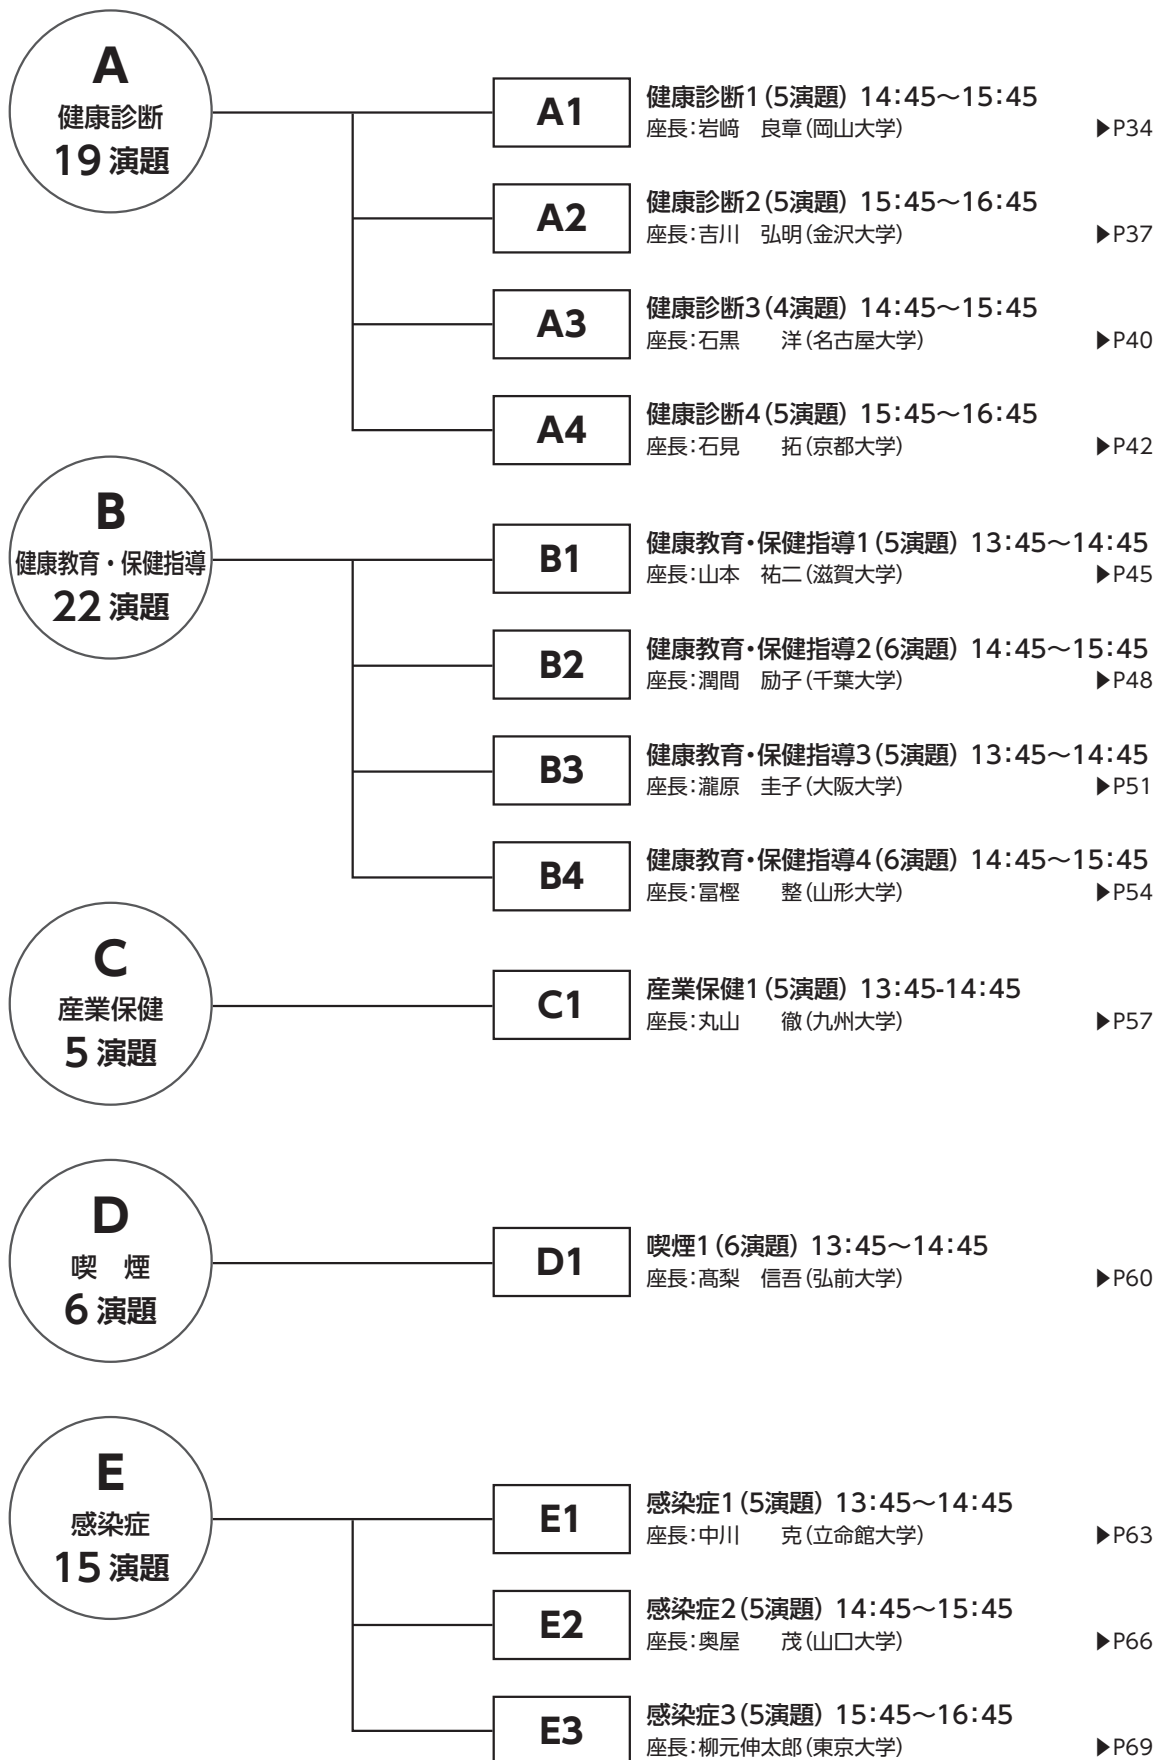 A
健康診断
19 演題
A1
健康診断1(5演題) 14:45～15:45
座長:岩﨑　良章(岡山大学) ▶P34
A2
健康診断2(5演題) 15:45～16:45
座長:吉川　弘明(金沢大学) ▶P37
A3
健康診断3(4演題) 14:45～15:45
座長:石黒　　洋(名古屋大学) ▶P40
A4
健康診断4(5演題) 15:45～16:45
座長:石見　　拓(京都大学) ▶P42
B
健康教育・保健指導
22 演題
B1
健康教育・保健指導1(5演題) 13:45～14:45
座長:山本　祐二(滋賀大学) ▶P45
B2
健康教育・保健指導2(6演題) 14:45～15:45
座長:潤間　励子(千葉大学) ▶P48
B3
健康教育・保健指導3(5演題) 13:45～14:45
座長:瀧原　圭子(大阪大学) ▶P51
B4
健康教育・保健指導4(6演題) 14:45～15:45
座長:冨樫　　整(山形大学) ▶P54
C
産業保健
5 演題
C1
産業保健1(5演題) 13:45-14:45
座長:丸山　　徹(九州大学) ▶P57
D
喫　煙
6 演題
D1
喫煙1(6演題) 13:45～14:45
座長:髙梨　信吾(弘前大学) ▶P60
E
感染症
15 演題
E1
感染症1(5演題) 13:45～14:45
座長:中川　　克(立命館大学) ▶P63
E2
感染症2(5演題) 14:45～15:45
座長:奥屋　　茂(山口大学) ▶P66
E3
感染症3(5演題) 15:45～16:45
座長:柳元伸太郎(東京大学) ▶P69